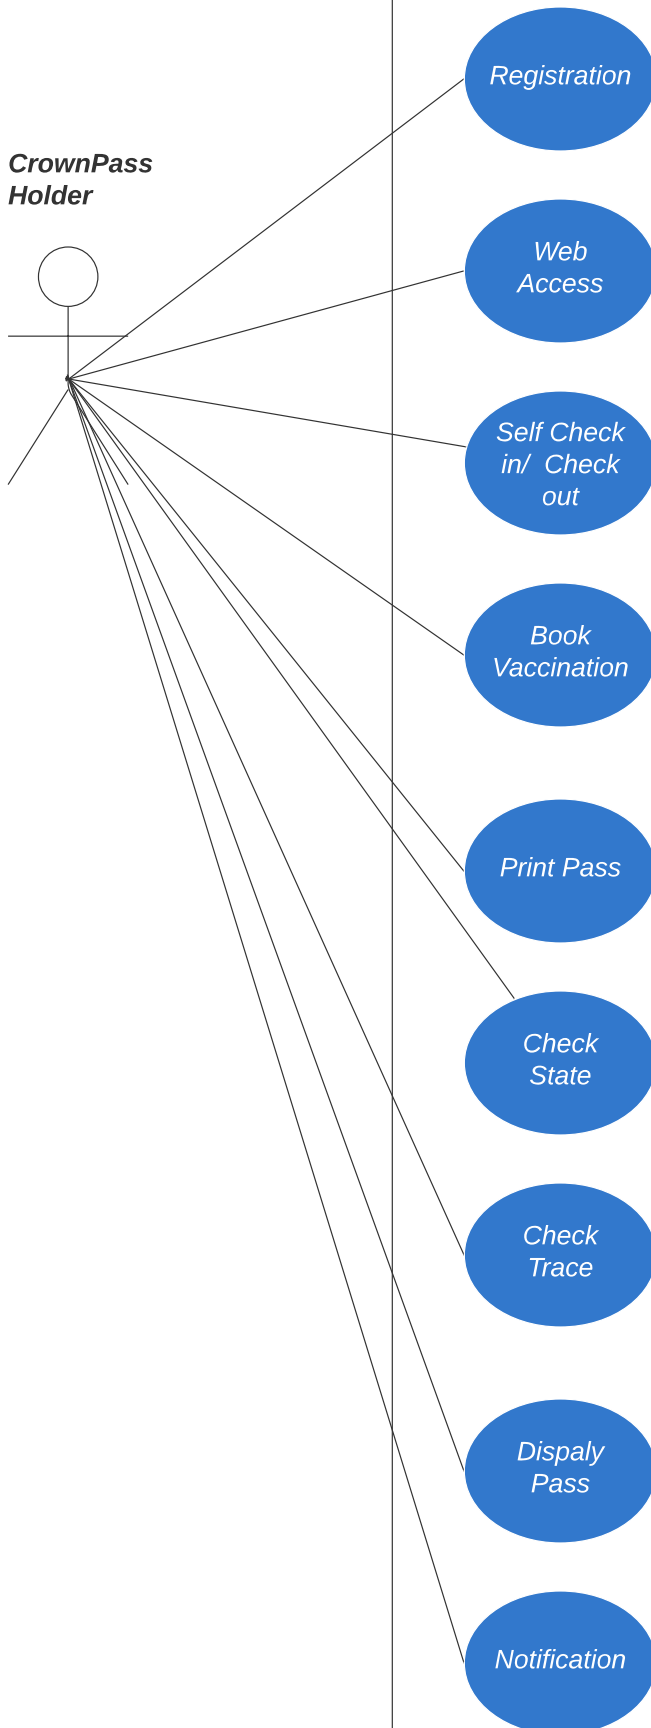 Registration
CrownPass
Holder
Web
Access
Self Check
in/  Check
out
Book
Vaccination
Print Pass
Check
State
Check
Trace
Dispaly
Pass
Notification